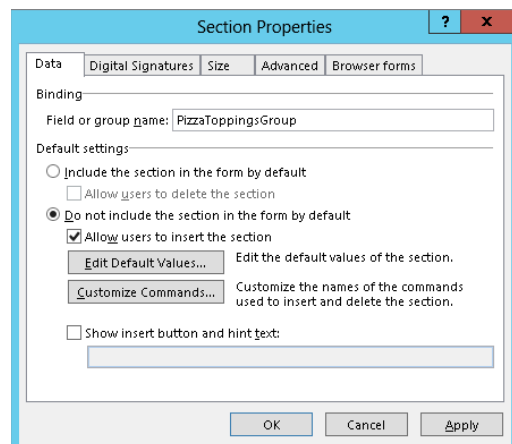 Section Properties
? x
Data Digital Signatures Size Advanced Browser forms
Binding
Field or group name: PizzaToppingsGroup
Default settings
Include the section in the form by default
Allow users to delete the section
Do not include the section in the form by default
Allow users to insert the section
Edit Default Values... Edit the default values of the section.
Customize Commands... Customize the names of the commands
used to insert and delete the section.
Show insert button and hint text:
OK Cancel Apply